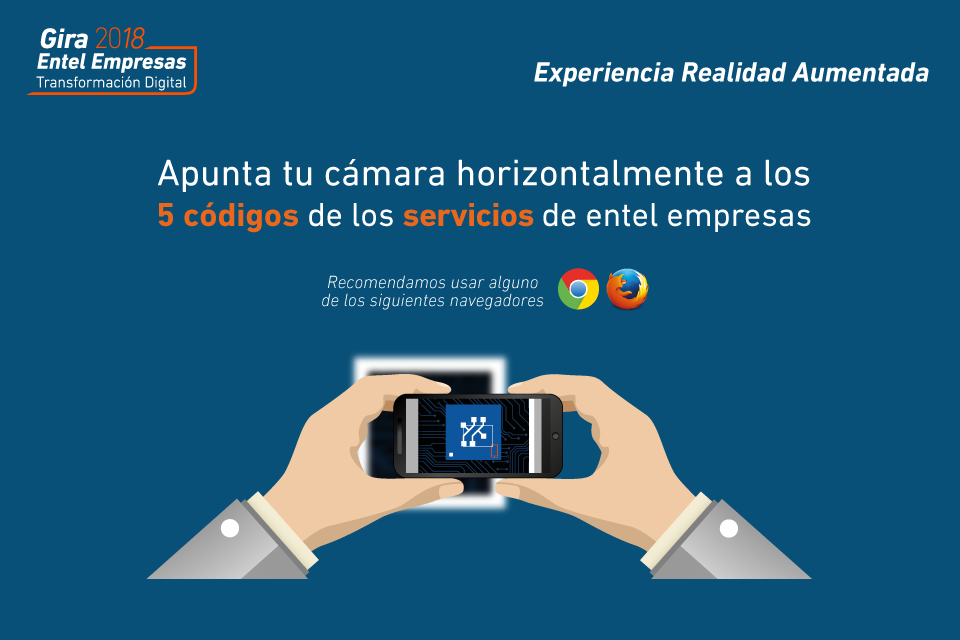 Gira 2018
Entel Empresas
Transformación Digital
Experiencia Realidad Aumentada
Apunta tu cámara horizontalmente a los
5 códigos de los servicios de entel empresas
Recomendamos usar alguno
de los siguientes navegadores